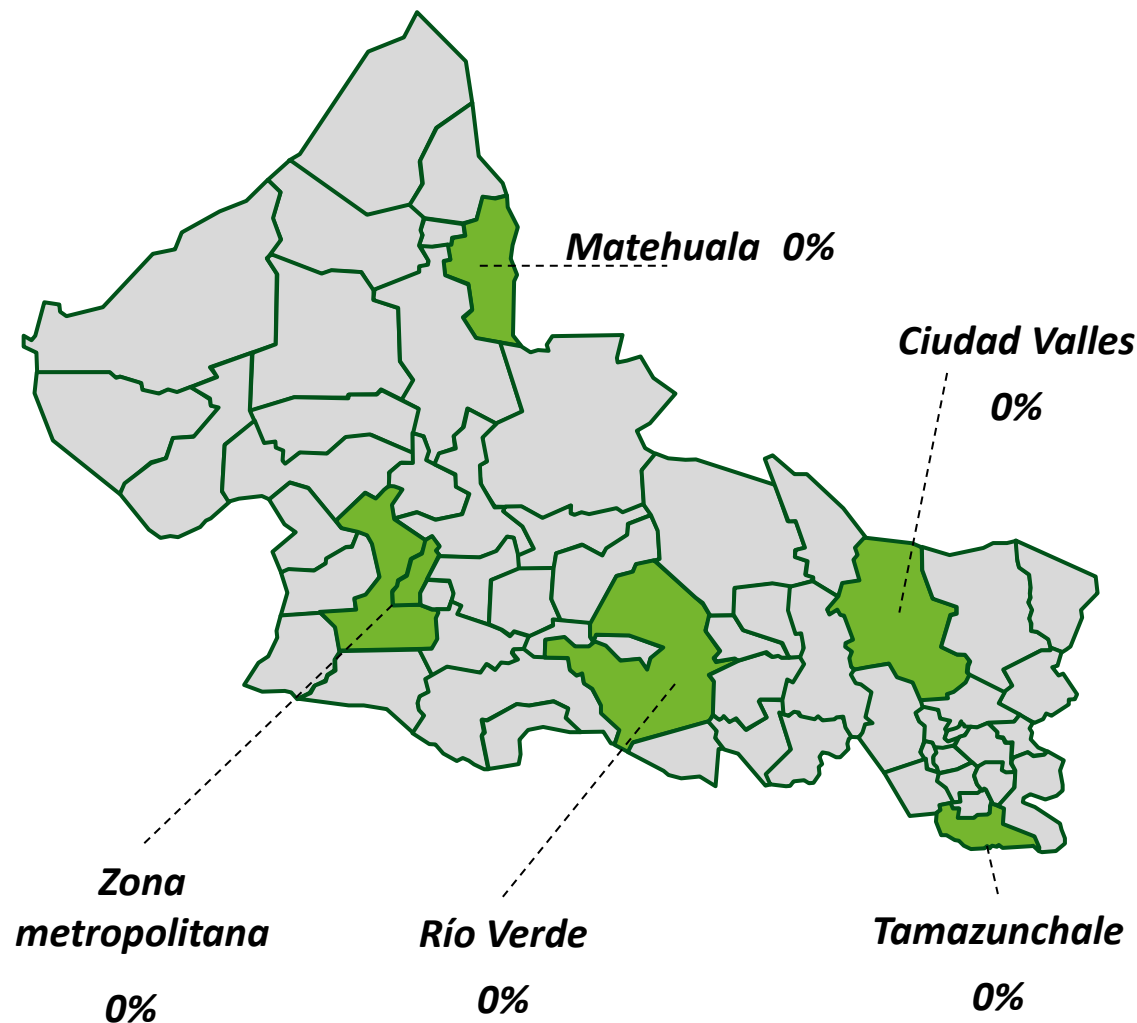 Matehuala 0%
Ciudad Valles
0%
Zona
metropolitana
0%
Río Verde
0%
Tamazunchale
0%